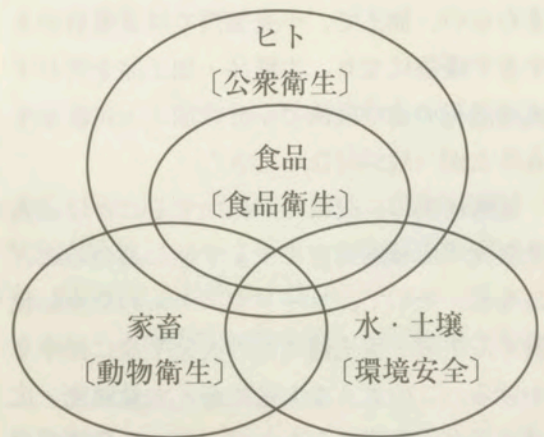 ヒト
〔公衆衛生〕
食品
〔食品衛生〕
家畜
〔動物衛生〕
水・土壌
〔環境安全〕